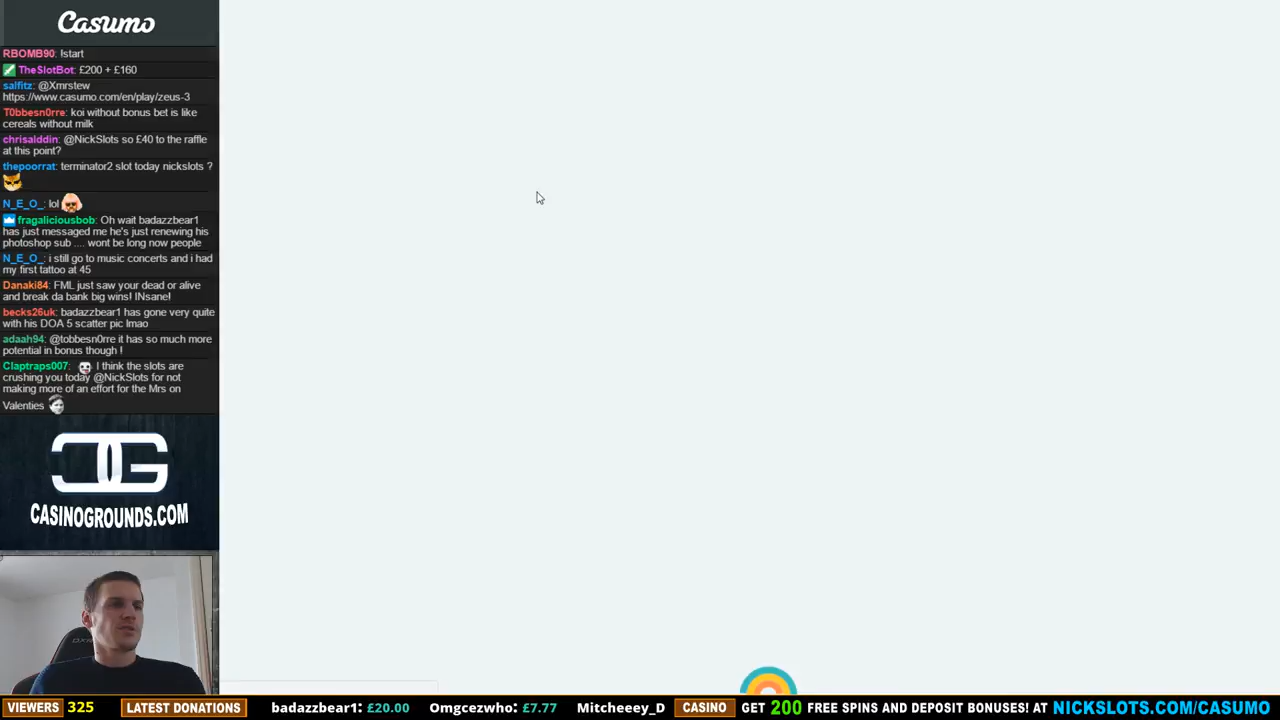 Casumo
RBOMB90: !start
TheSlotBot: £200 + £160
salfitz: @Xmrstew
https://www.casumo.com/en/play/zeus-3
T0bbesn0rre: koi without bonus bet is like
cereals without milk
chrisalddin: @NickSlots so £40 to the raffle
at this point?
thepoorrat: terminator2 slot today nickslots ?
N_E_O_: lol
fragaliciousbob: Oh wait badazzbear1
has just messaged me he's just renewing his
photoshop sub .... wont be long now people
N_E_O_: i still go to music concerts and i had
my first tattoo at 45
Danaki84: FML just saw your dead or alive
and break da bank big wins! INsane!
becks26uk: badazzbear1 has gone very quite
with his DOA 5 scatter pic lmao
adaah94: @tobbesn0rre it has so much more
potential in bonus though !
Claptraps007: I think the slots are
crushing you today @NickSlots for not
making more of an effort for the Mrs on
Valenties
CG
CASINOGROUNDS.COM
VIEWERS 325 LATEST DONATIONS badazzbear1: £20.00 Omgcezwho: £7.77 Mitcheeey_D CASINO GET 200 FREE SPINS AND DEPOSIT BONUSES! AT NICKSLOTS.COM/CASUMO